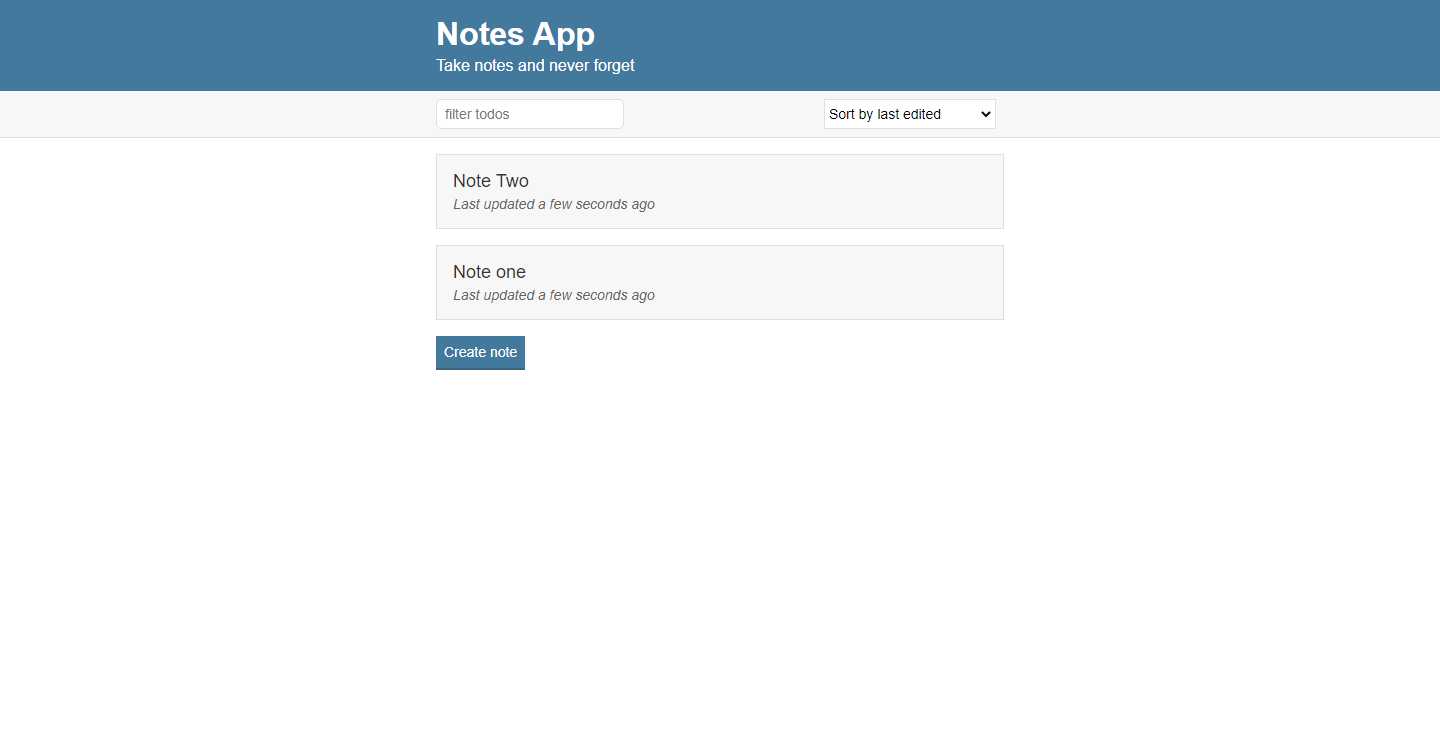 Notes App
Take notes and never forget
filter todos
Sort by last edited
Note Two
Last updated a few seconds ago
Note one
Last updated a few seconds ago
Create note